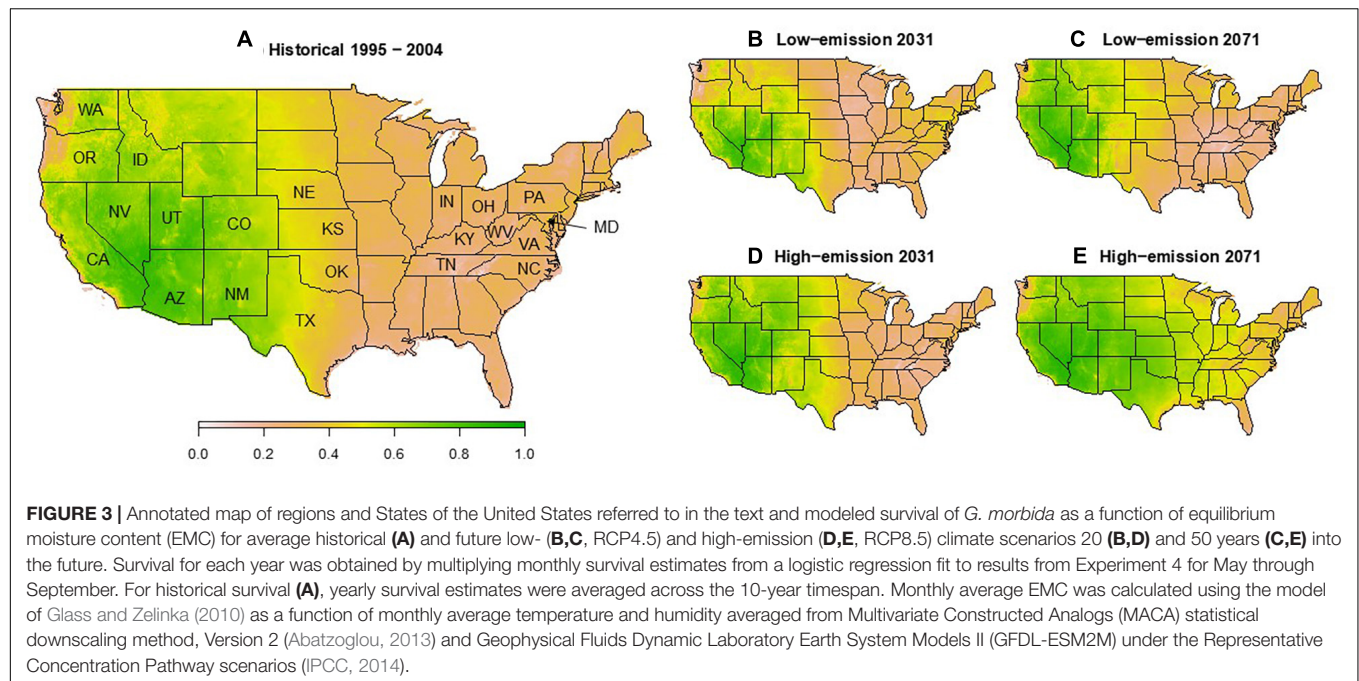 A Historical 1995 – 2004
B Low−emission 2031
C Low−emission 2071
WA
OR
ID
NE
NV
UT
CO
KS
CA
AZ
NM
OK
TX
IN
OH
PA
KY
WV
VA
MD
TN
NC
0.0 0.2 0.4 0.6 0.8 1.0
D High−emission 2031
E High−emission 2071
FIGURE 3 | Annotated map of regions and States of the United States referred to in the text and modeled survival of G. morbida as a function of equilibrium
moisture content (EMC) for average historical (A) and future low- (B,C, RCP4.5) and high-emission (D,E, RCP8.5) climate scenarios 20 (B,D) and 50 years (C,E) into
the future. Survival for each year was obtained by multiplying monthly survival estimates from a logistic regression fit to results from Experiment 4 for May through
September. For historical survival (A), yearly survival estimates were averaged across the 10-year timespan. Monthly average EMC was calculated using the model
of Glass and Zelinka (2010) as a function of monthly average temperature and humidity averaged from Multivariate Constructed Analogs (MACA) statistical
downscaling method, Version 2 (Abatzoglou, 2013) and Geophysical Fluids Dynamic Laboratory Earth System Models II (GFDL-ESM2M) under the Representative
Concentration Pathway scenarios (IPCC, 2014).